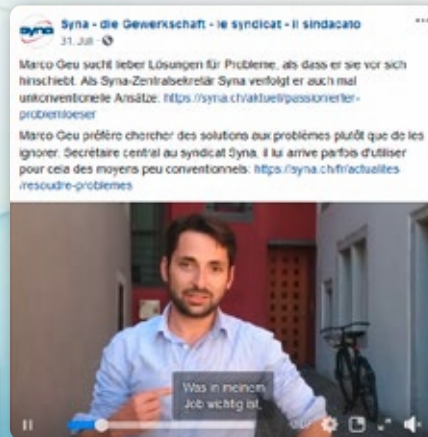 syna
Syna - die Gewerkschaft - le syndicat - il sindacato
31. Juli ·
Marco Geu sucht lieber Lösungen für Probleme, als dass er sie vor sich
hinschiebt. Als Syna-Zentralsekretär Syna verfolgt er auch mal
unkonventionelle Ansätze: https://syna.ch/aktuell/passionierter-
problemloeser
Marco Geu préfère chercher des solutions aux problèmes plutôt que de les
ignorer. Secrétaire central au syndicat Syna, il lui arrive parfois d'utiliser
pour cela des moyens peu conventionnels: https://syna.ch/fr/actualites
/resoudre-problemes
Was in meinem
Job wichtig ist,